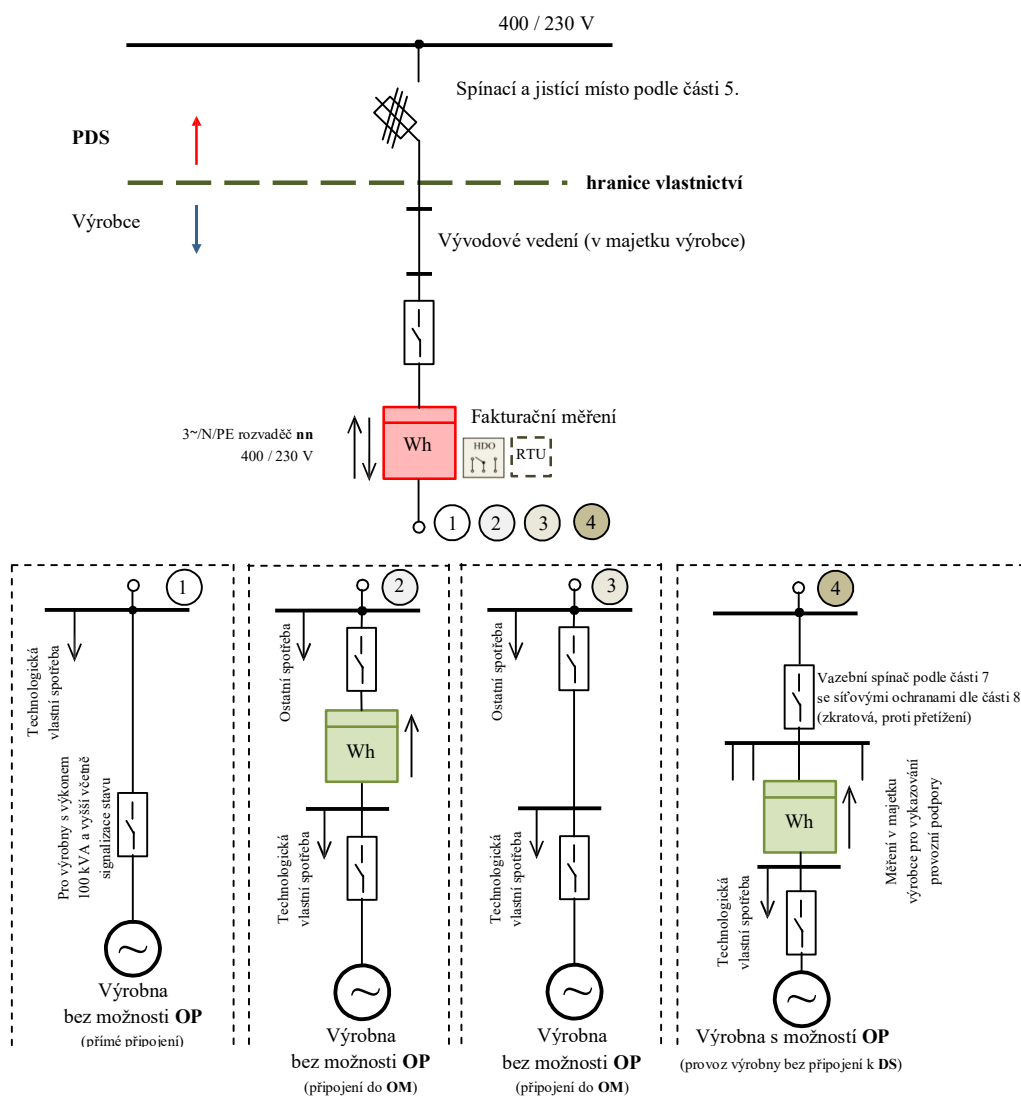 400 / 230 V
Spínací a jistící místo podle části 5.
PDS
hranice vlastnictví
Výrobce
Vývodové vedení (v majetku výrobce)
Fakturační měření
3~/N/PE rozvaděč nn
400 / 230 V
Wh
HDO
RTU
1
2
3
4
1
Technologická
vlastní spotřeba
Pro výrobny s výkonem
100 kVA a vyšší včetně
signalizace stavu
Výrobna
bez možnosti OP
(přímé připojení)
2
Ostatní spotřeba
Wh
Technologická
vlastní spotřeba
Výrobna
bez možnosti OP
(připojení do OM)
3
Ostatní spotřeba
Technologická
vlastní spotřeba
Výrobna
bez možnosti OP
(připojení do OM)
4
Vazební spínač podle části 7
se síťovými ochranami dle části 8
(zkratová, proti přetížení)
Wh
Měření v majetku
výrobce pro vykazování
provozní podpory
Technologická
vlastní spotřeba
Výrobna s možností OP
(provoz výrobny bez připojení k DS)